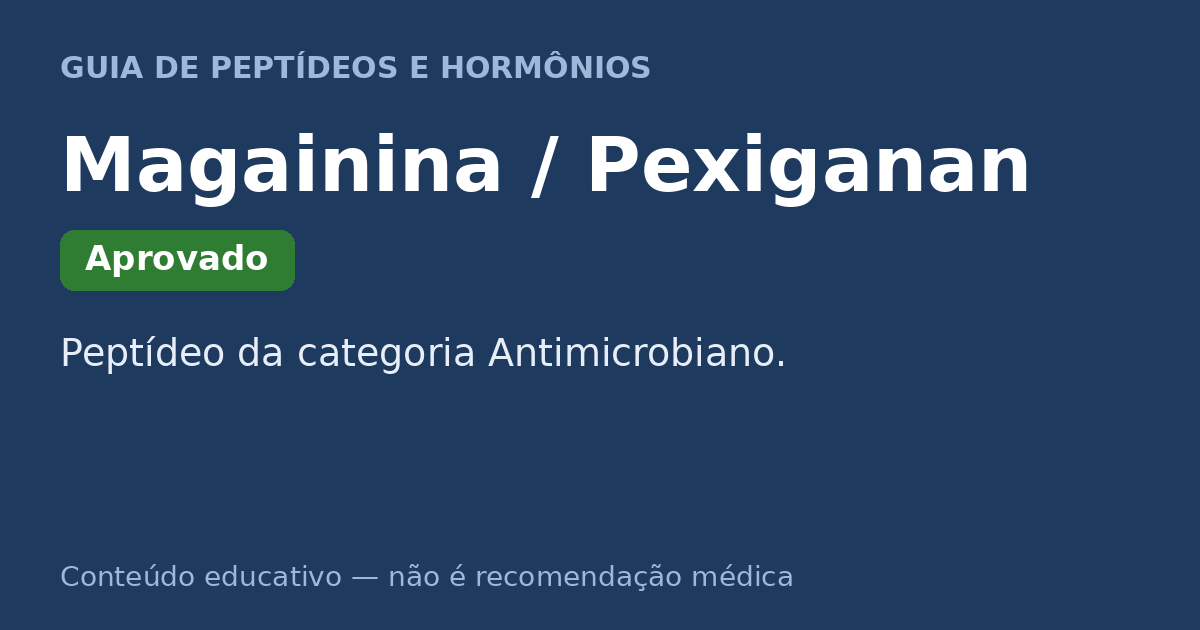 GUIA DE PEPTÍDEOS E HORMÔNIOS
Magainina / Pexiganan
Aprovado
Peptídeo da categoria Antimicrobiano.
Conteúdo educativo — não é recomendação médica